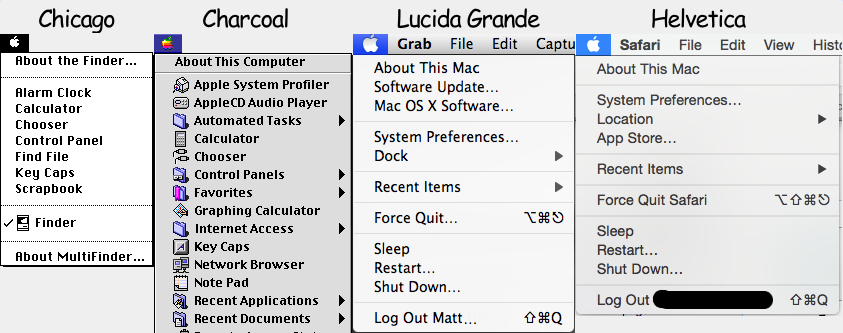 Chicago
About the Finder...
Alarm Clock
Calculator
Chooser
Control Panel
Find File
Key Caps
Scrapbook
✓ Finder
About MultiFinder...
Charcoal
About This Computer
Apple System Profiler
AppleCD Audio Player
Automated Tasks
Calculator
Chooser
Control Panels
Favorites
Graphing Calculator
Internet Access
Key Caps
Network Browser
Note Pad
Recent Applications
Recent Documents
Lucida Grande
Grab File Edit Captu
About This Mac
Software Update...
Mac OS X Software...
System Preferences...
Dock
Recent Items
Force Quit... ⌥⌘⎋
Sleep
Restart...
Shut Down...
Log Out Matt... ⇧⌘Q
Helvetica
Safari File Edit View Histo
About This Mac
System Preferences...
Location
App Store...
Recent Items
Force Quit Safari ⌥⇧⌘⎋
Sleep
Restart...
Shut Down...
Log Out ⇧⌘Q